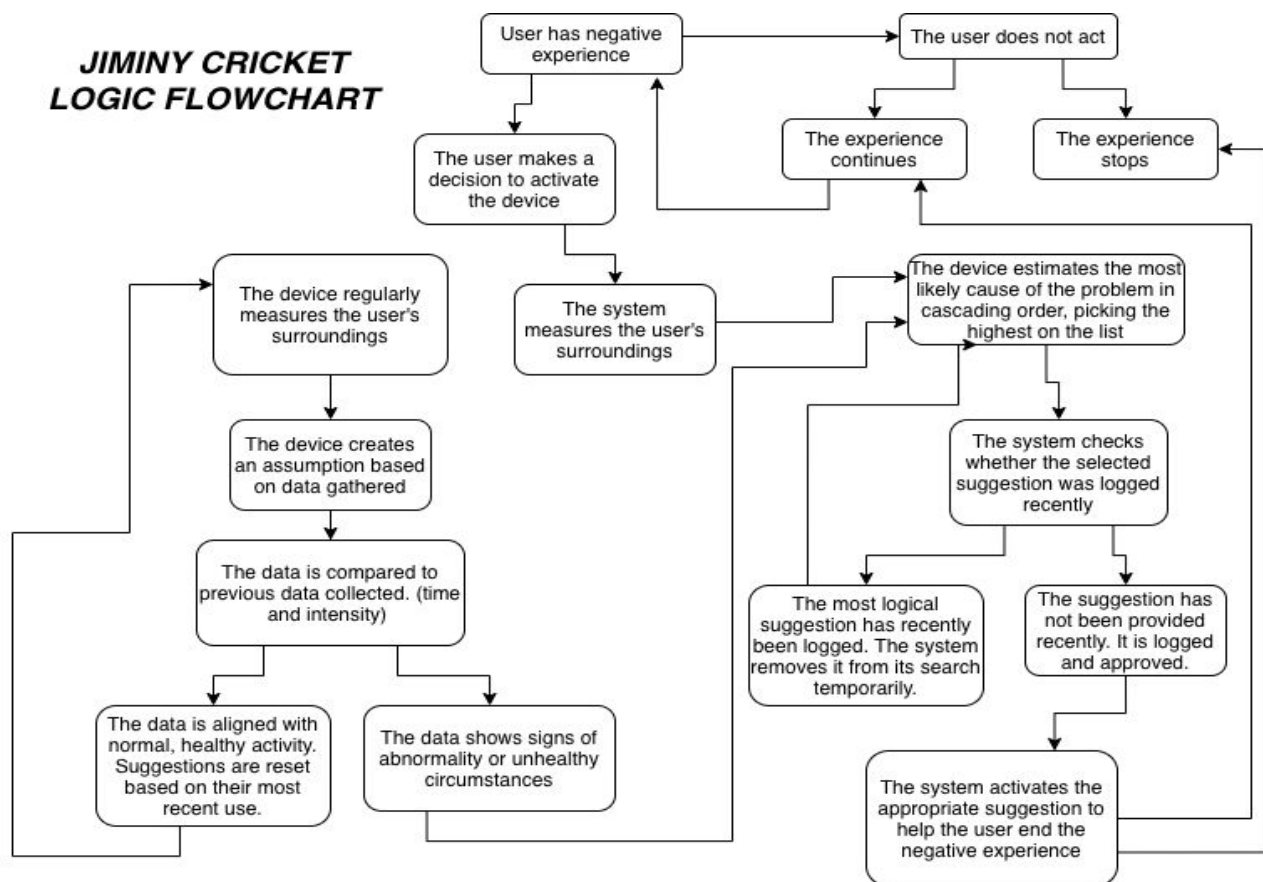 JIMINY CRICKET
LOGIC FLOWCHART
User has negative
experience
The user does not act
The user makes a
decision to activate
the device
The experience
continues
The experience
stops
The device regularly
measures the user's
surroundings
The system
measures the user's
surroundings
The device estimates the most
likely cause of the problem in
cascading order, picking the
highest on the list
The device creates
an assumption based
on data gathered
The system checks
whether the selected
suggestion was logged
recently
The data is compared to
previous data collected. (time
and intensity)
The most logical
suggestion has recently
been logged. The system
removes it from its search
temporarily.
The suggestion has
not been provided
recently. It is logged
and approved.
The data is aligned with
normal, healthy activity.
Suggestions are reset
based on their most
recent use.
The data shows signs of
abnormality or unhealthy
circumstances
The system activates the
appropriate suggestion to
help the user end the
negative experience